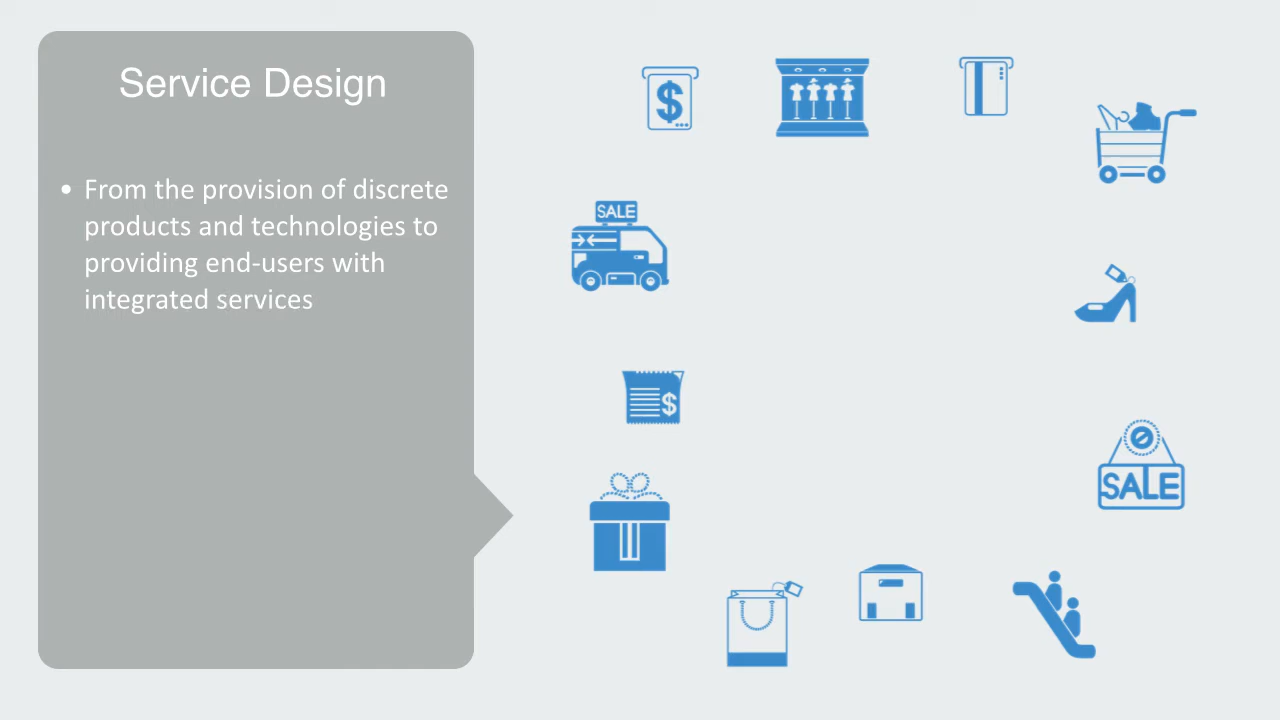 Service Design
• From the provision of discrete
products and technologies to
providing end-users with
integrated services
$
SALE
$
SALE